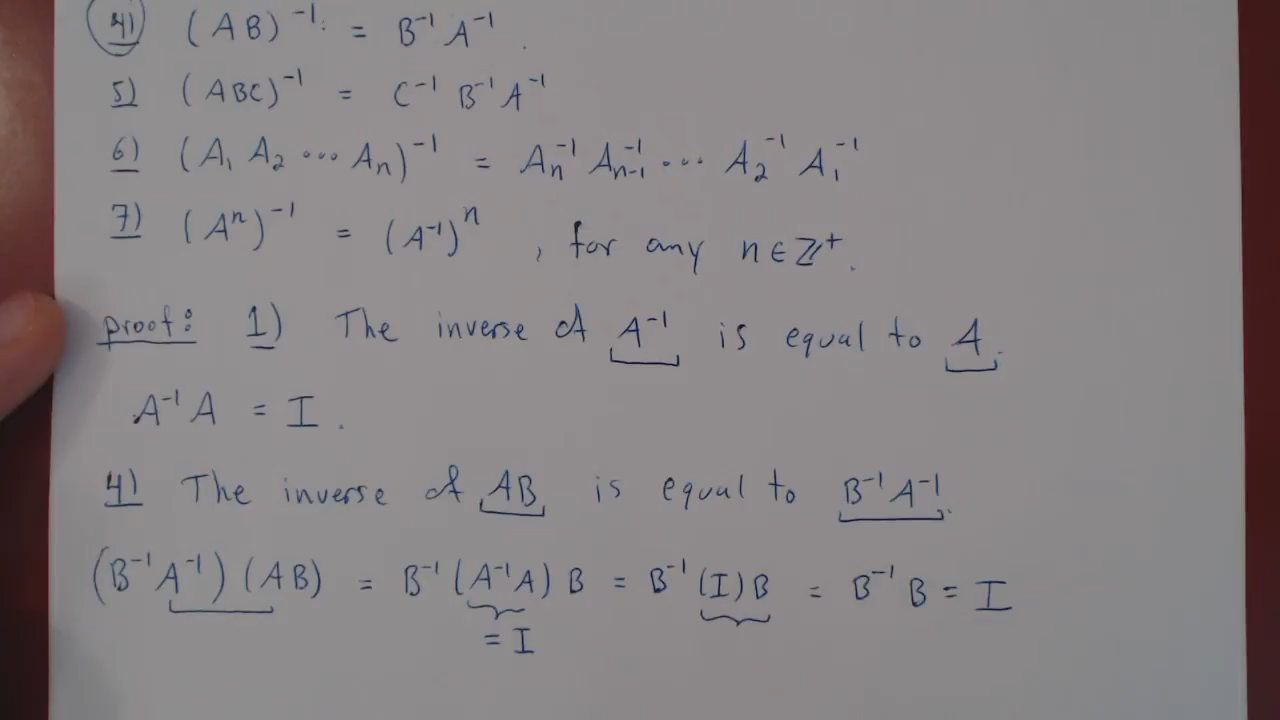 4) (AB)⁻¹ = B⁻¹ A⁻¹.
5) (ABC)⁻¹ = C⁻¹ B⁻¹ A⁻¹
6) (A₁ A₂ ⋯ Aₙ)⁻¹ = Aₙ⁻¹ Aₙ₋₁⁻¹ ⋯ A₂⁻¹ A₁⁻¹
7) (Aⁿ)⁻¹ = (A⁻¹)ⁿ, for any n ∈ ℤ⁺.
proof: 1) The inverse of A⁻¹ is equal to A.
A⁻¹ A = I.
4) The inverse of AB is equal to B⁻¹ A⁻¹.
(B⁻¹ A⁻¹) (AB) = B⁻¹ (A⁻¹ A) B = B⁻¹ (I) B = B⁻¹ B = I
= I